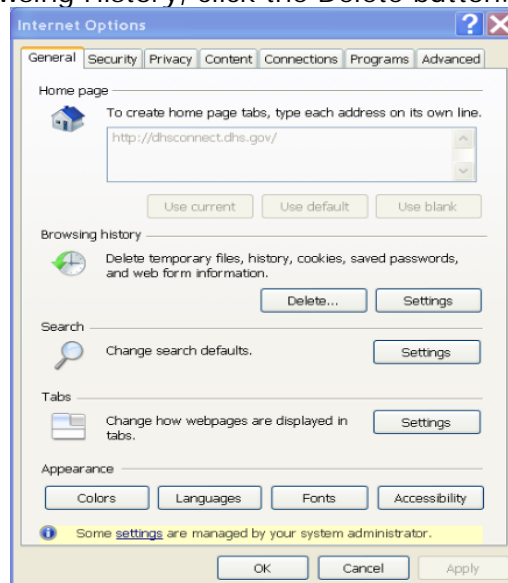 wsing History, click the Delete button.
Internet Options
General Security Privacy Content Connections Programs Advanced
Home page
To create home page tabs, type each address on its own line.
http://dhsconnect.dhs.gov/
Use current Use default Use blank
Browsing history
Delete temporary files, history, cookies, saved passwords,
and web form information.
Delete... Settings
Search
Change search defaults. Settings
Tabs
Change how webpages are displayed in
tabs. Settings
Appearance
Colors Languages Fonts Accessibility
Some settings are managed by your system administrator.
OK Cancel Apply